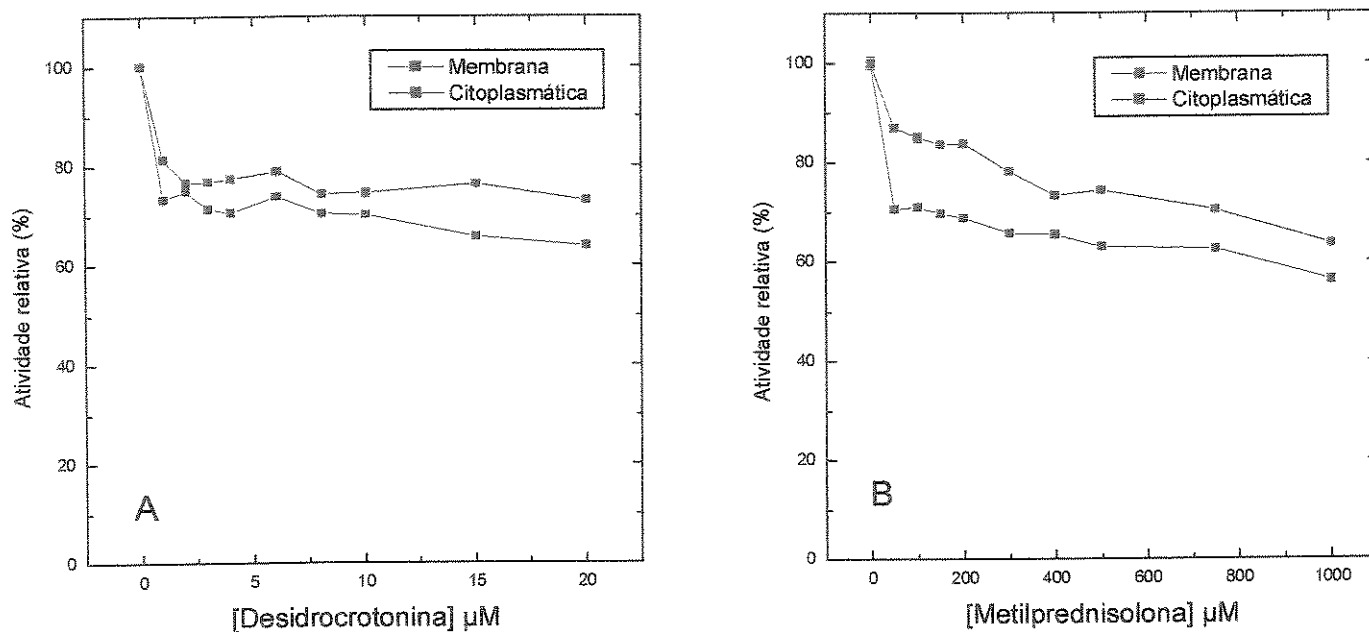 Membrana
Citoplasmática
Atividade relativa (%)
100
80
60
40
20
0
A
0 5 10 15 20
[Desidrocrotonina] µM
Membrana
Citoplasmática
Atividade relativa (%)
100
80
60
40
20
0
B
0 200 400 600 800 1000
[Metilprednisolona] µM